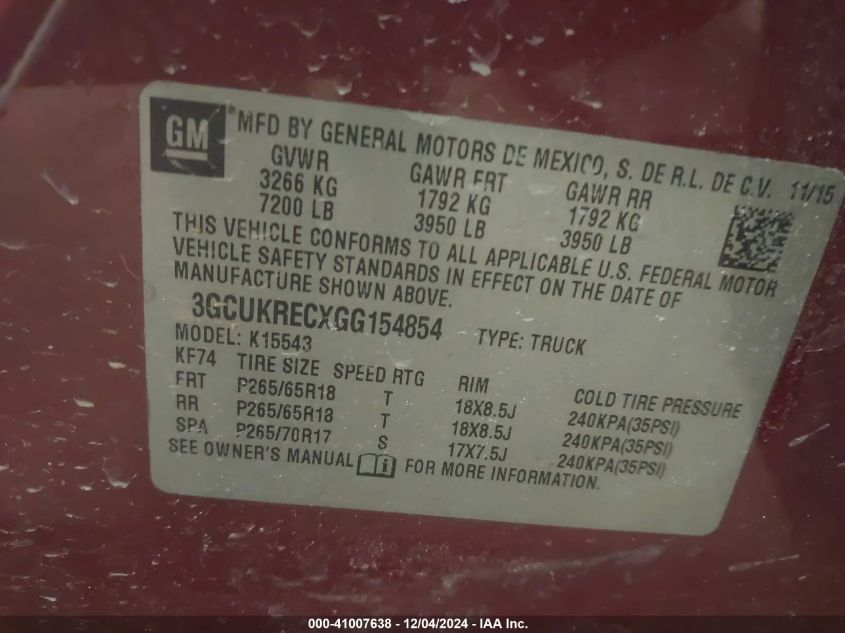 GM
MFD BY GENERAL MOTORS DE MEXICO, S. DE R.L. DE C.V. 11/15
GVWR GAWR FRT GAWR RR
3266 KG 1792 KG 1792 KG
7200 LB 3950 LB 3950 LB
THIS VEHICLE CONFORMS TO ALL APPLICABLE U.S. FEDERAL MOTOR
VEHICLE SAFETY STANDARDS IN EFFECT ON THE DATE OF
MANUFACTURE SHOWN ABOVE.
3GCUKRECXGG154854 TYPE: TRUCK
MODEL: K15543
KF74 TIRE SIZE SPEED RTG RIM COLD TIRE PRESSURE
FRT P265/65R18 T 18X8.5J 240KPA(35PSI)
RR P265/65R18 T 18X8.5J 240KPA(35PSI)
SPA P265/70R17 S 17X7.5J 240KPA(35PSI)
SEE OWNER'S MANUAL i FOR MORE INFORMATION.
000-41007638 - 12/04/2024 - IAA Inc.